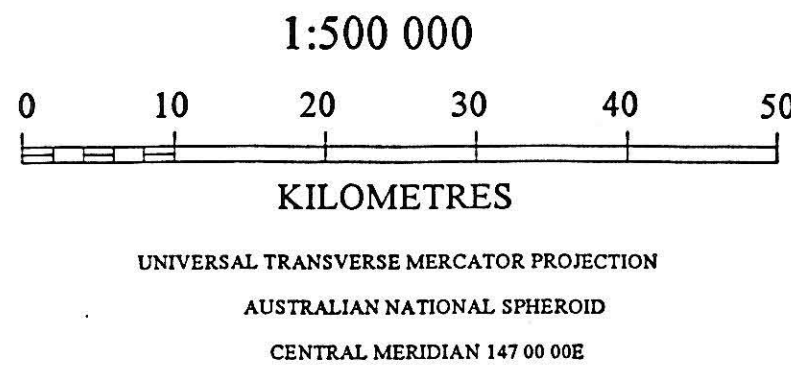 1:500 000
0 10 20 30 40 50
KILOMETRES
UNIVERSAL TRANSVERSE MERCATOR PROJECTION
AUSTRALIAN NATIONAL SPHEROID
CENTRAL MERIDIAN 147 00 00E